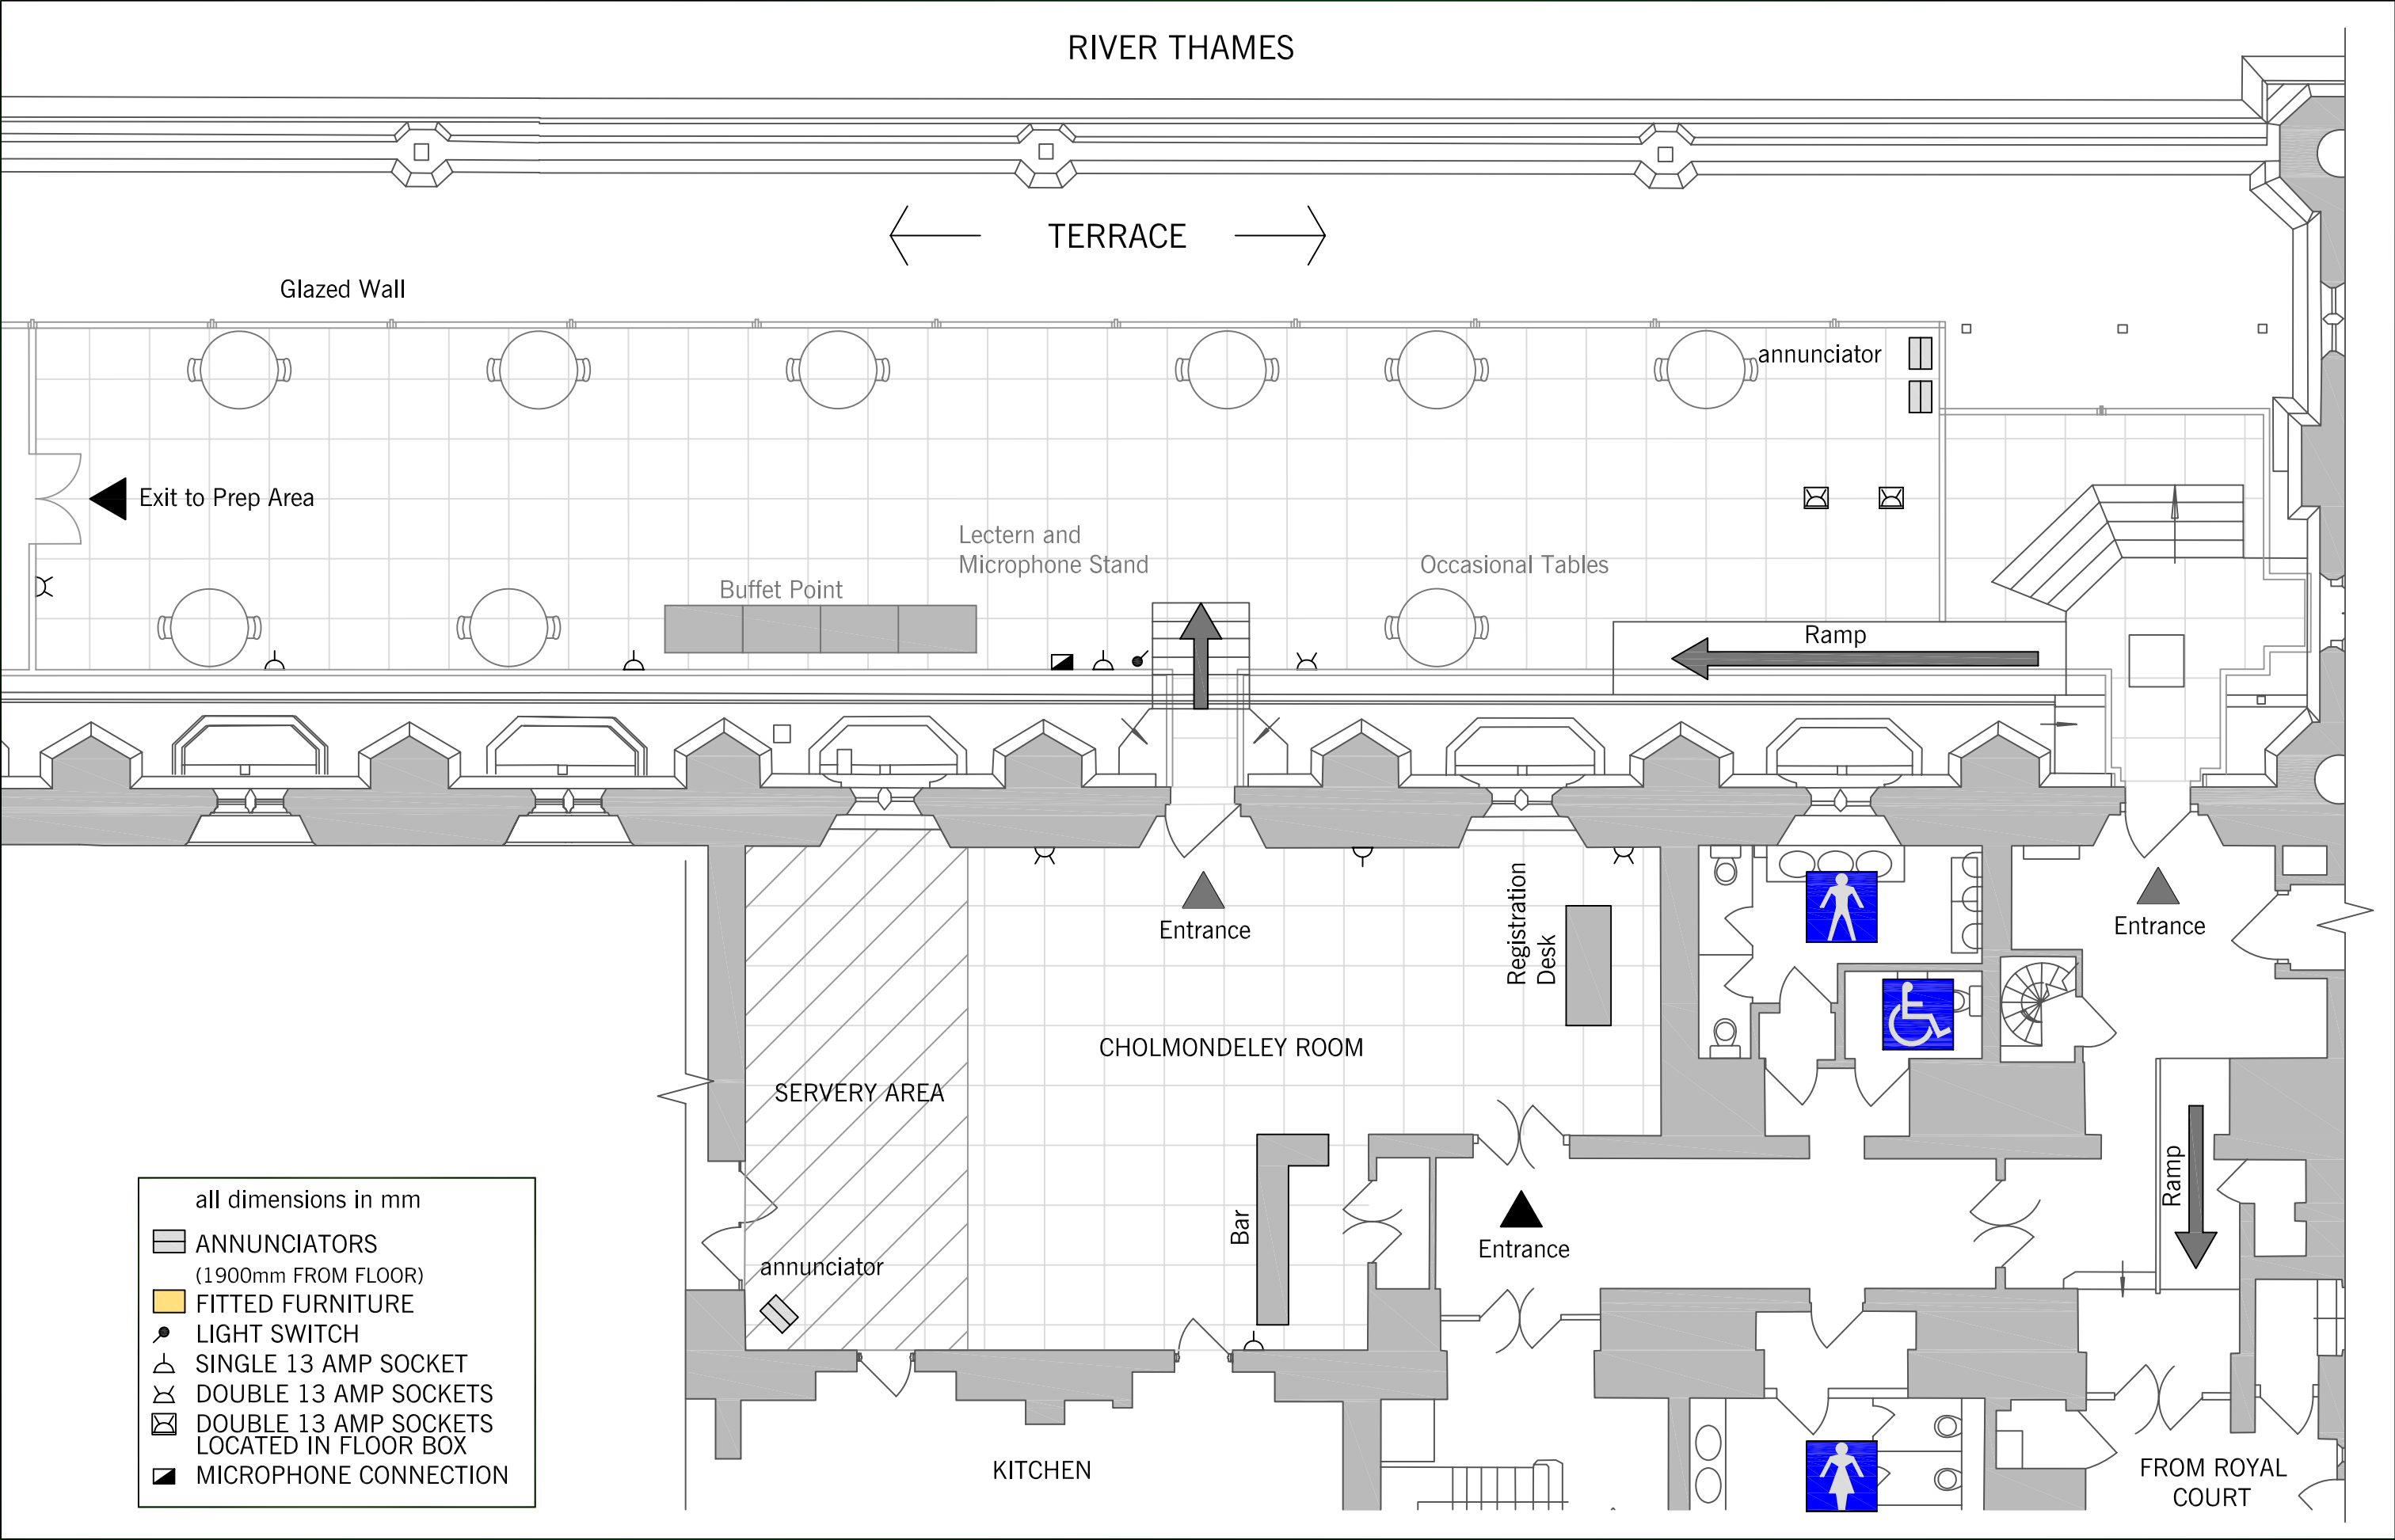 RIVER THAMES
TERRACE
Glazed Wall
annunciator
Exit to Prep Area
Lectern and
Microphone Stand
Occasional Tables
Buffet Point
Ramp
Entrance
Registration
Desk
Entrance
CHOLMONDELEY ROOM
SERVERY AREA
Ramp
Bar
Entrance
annunciator
all dimensions in mm
ANNUNCIATORS
(1900mm FROM FLOOR)
FITTED FURNITURE
LIGHT SWITCH
SINGLE 13 AMP SOCKET
DOUBLE 13 AMP SOCKETS
DOUBLE 13 AMP SOCKETS
LOCATED IN FLOOR BOX
MICROPHONE CONNECTION
KITCHEN
FROM ROYAL
COURT